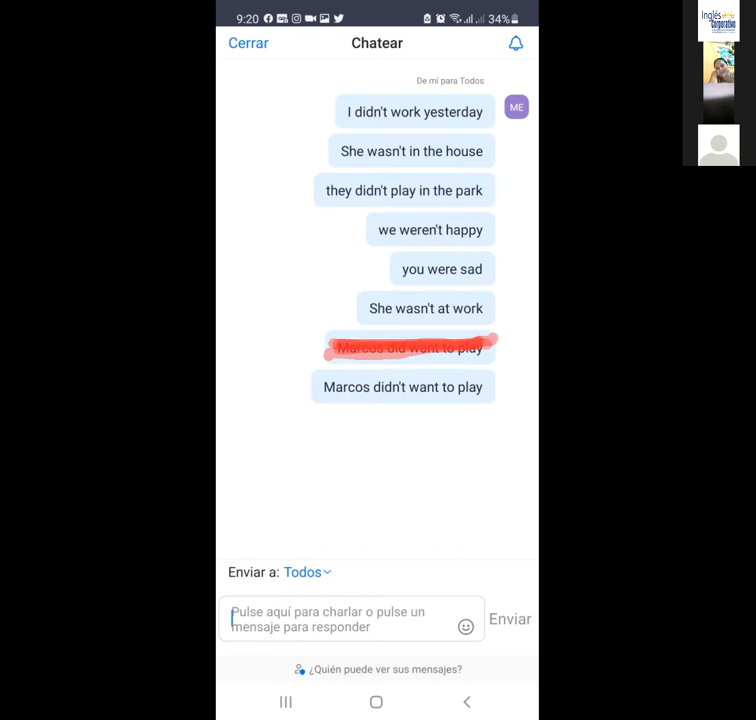 9:20
34%
Cerrar
Chatear
De mi para Todos
I didn't work yesterday
ME
She wasn't in the house
they didn't play in the park
we weren't happy
you were sad
She wasn't at work
Marcos did want to play
Marcos didn't want to play
Enviar a: Todos
Pulse aquí para charlar o pulse un
mensaje para responder
Enviar
¿Quién puede ver sus mensajes?
Inglés
Corporativo